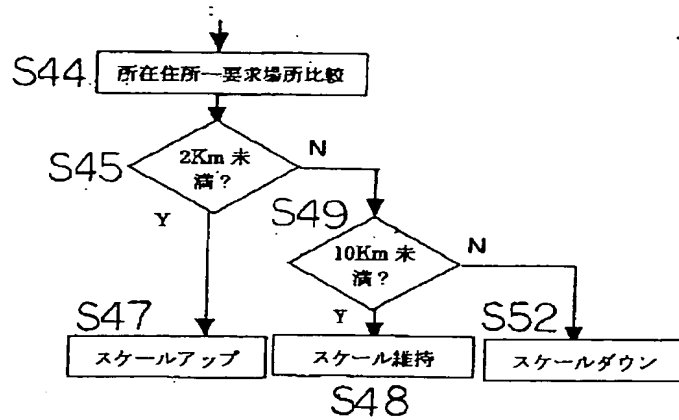 S44
所在住所－要求場所比較
S45
2Km 未
満?
N
Y
S49
10Km 未
満?
N
Y
S47
スケールアップ
S48
スケール維持
S52
スケールダウン